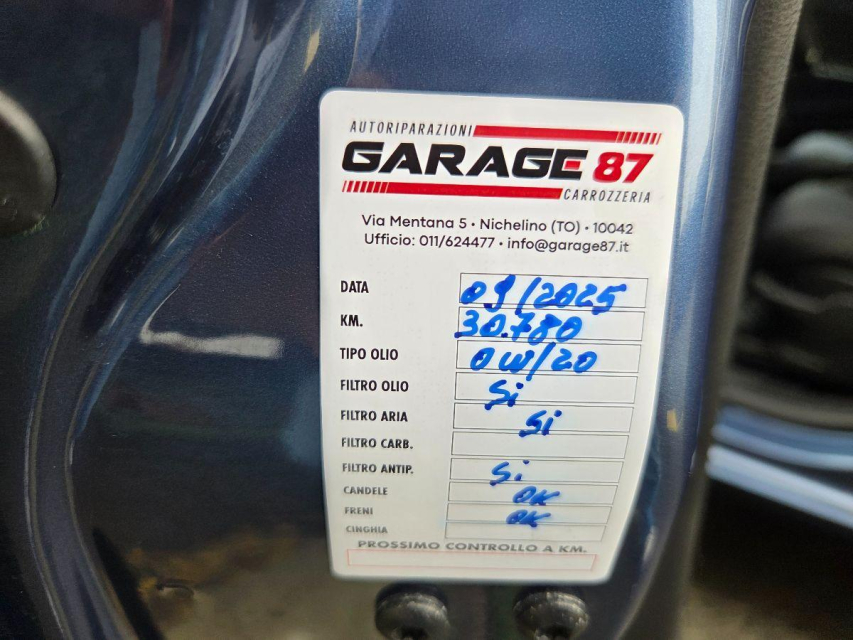 AUTORIPARAZIONI
GARAGE 87
CARROZZERIA
Via Mentana 5 • Nichelino (TO) • 10042
Ufficio: 011/624477 • info@garage87.it
DATA 09/2025
KM. 30.780
TIPO OLIO 0W/20
FILTRO OLIO Si
FILTRO ARIA Si
FILTRO CARB.
FILTRO ANTIP. Si
CANDELE OK
FRENI OK
CINGHIA
PROSSIMO CONTROLLO A KM.